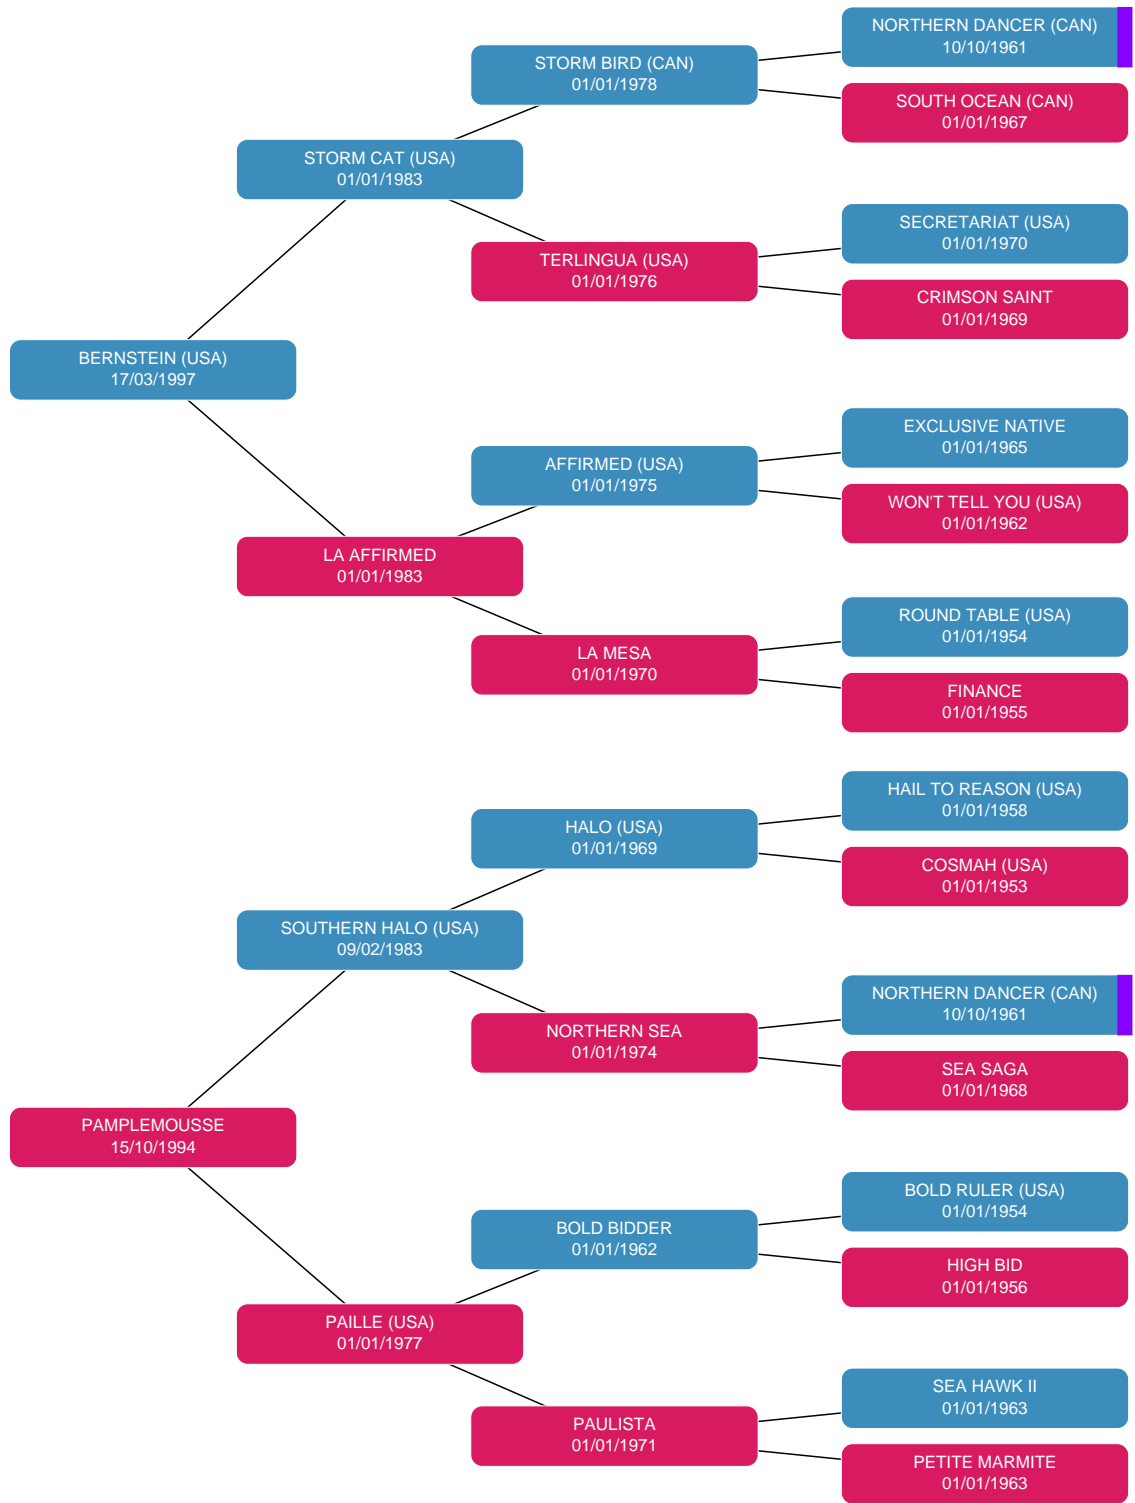 NORTHERN DANCER (CAN)
10/10/1961
STORM BIRD (CAN)
01/01/1978
SOUTH OCEAN (CAN)
01/01/1967
STORM CAT (USA)
01/01/1983
SECRETARIAT (USA)
01/01/1970
TERLINGUA (USA)
01/01/1976
CRIMSON SAINT
01/01/1969
BERNSTEIN (USA)
17/03/1997
EXCLUSIVE NATIVE
01/01/1965
AFFIRMED (USA)
01/01/1975
WON'T TELL YOU (USA)
01/01/1962
LA AFFIRMED
01/01/1983
ROUND TABLE (USA)
01/01/1954
LA MESA
01/01/1970
FINANCE
01/01/1955
HAIL TO REASON (USA)
01/01/1958
HALO (USA)
01/01/1969
COSMAH (USA)
01/01/1953
SOUTHERN HALO (USA)
09/02/1983
NORTHERN DANCER (CAN)
10/10/1961
NORTHERN SEA
01/01/1974
SEA SAGA
01/01/1968
PAMPLEMOUSSE
15/10/1994
BOLD RULER (USA)
01/01/1954
BOLD BIDDER
01/01/1962
HIGH BID
01/01/1956
PAILLE (USA)
01/01/1977
SEA HAWK II
01/01/1963
PAULISTA
01/01/1971
PETITE MARMITE
01/01/1963